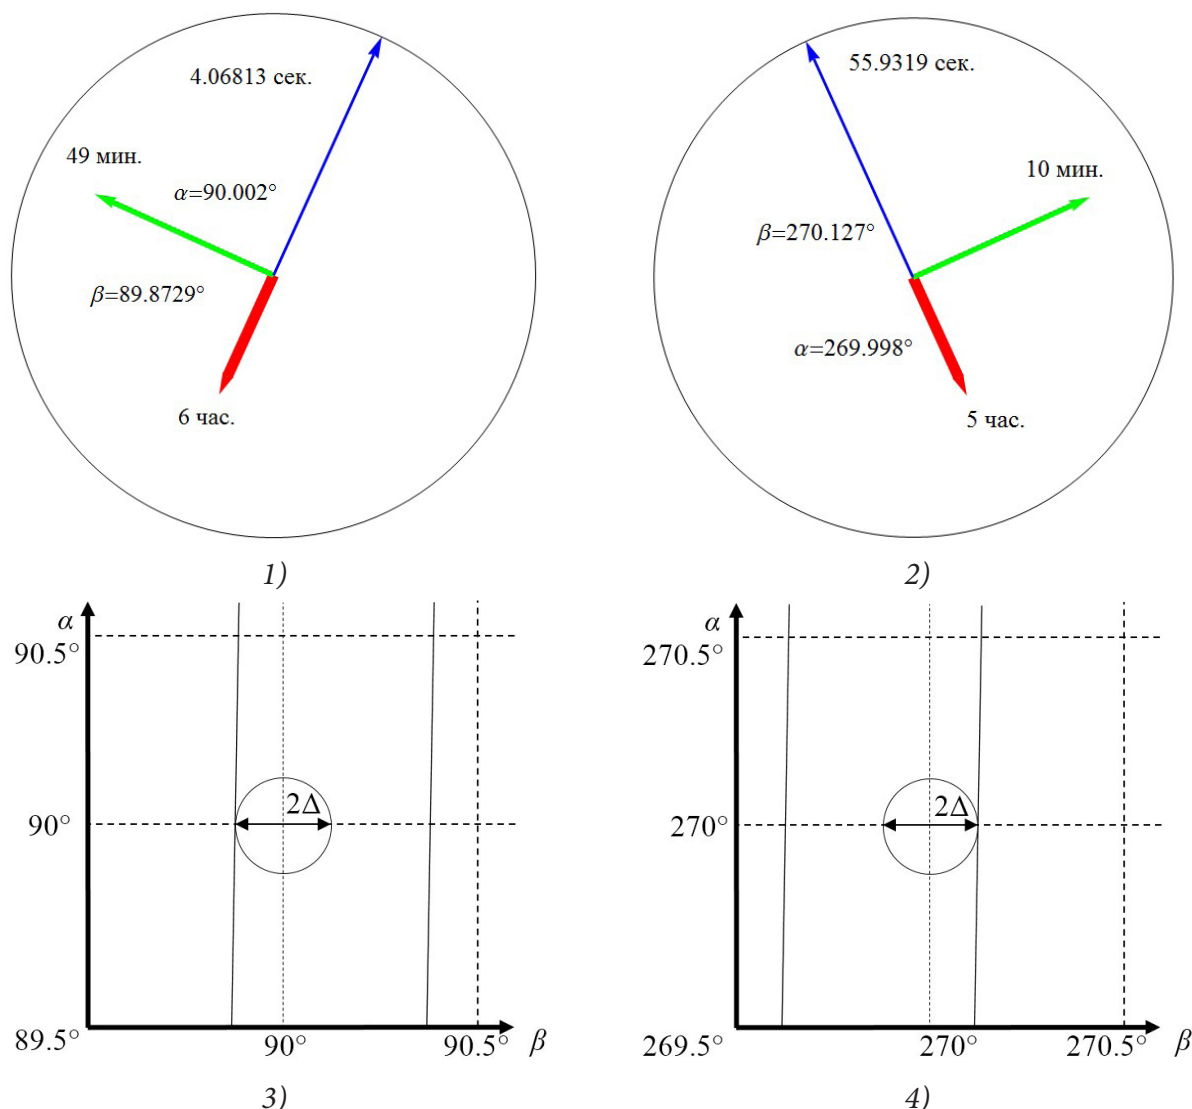 4.06813 сек.
49 мин.
α=90.002°
β=89.8729°
6 час.
1)
55.9319 сек.
10 мин.
β=270.127°
α=269.998°
5 час.
2)
α
90.5°
2Δ
90°
89.5°
90°
90.5°
β
3)
α
270.5°
2Δ
270°
269.5°
270°
270.5°
β
4)